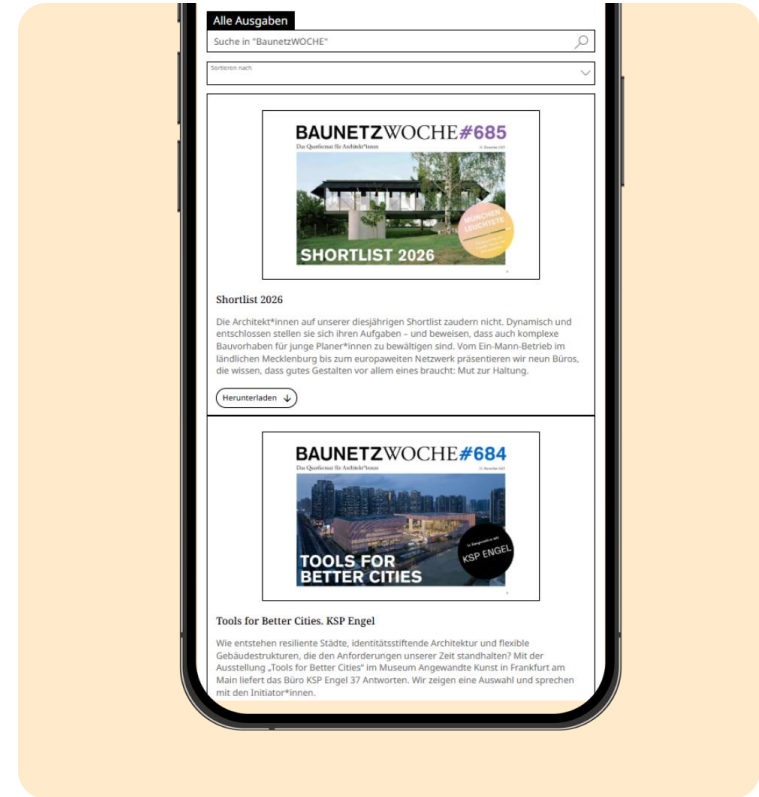 Alle Ausgaben
Suche in "BaunetzWOCHE"
Sortieren nach
BAUNETZWOCHE#685
Das Querformat für Architekt*innen
MÜNCHEN
LEUCHTETE
SHORTLIST 2026
Shortlist 2026
Die Architekt*innen auf unserer diesjährigen Shortlist zaudern nicht. Dynamisch und
entschlossen stellen sie sich ihren Aufgaben – und beweisen, dass auch komplexe
Bauvorhaben für junge Planer*innen zu bewältigen sind. Vom Ein-Mann-Betrieb im
ländlichen Mecklenburg bis zum europaweiten Netzwerk präsentieren wir neun Büros,
die wissen, dass gutes Gestalten vor allem eines braucht: Mut zur Haltung.
Herunterladen
BAUNETZWOCHE#684
Das Querformat für Architekt*innen
KSP ENGEL
TOOLS FOR
BETTER CITIES
Tools for Better Cities. KSP Engel
Wie entstehen resiliente Städte, identitätsstiftende Architektur und flexible
Gebäudestrukturen, die den Anforderungen unserer Zeit standhalten? Mit der
Ausstellung „Tools for Better Cities“ im Museum Angewandte Kunst in Frankfurt am
Main liefert das Büro KSP Engel 37 Antworten. Wir zeigen eine Auswahl und sprechen
mit den Initiator*innen.